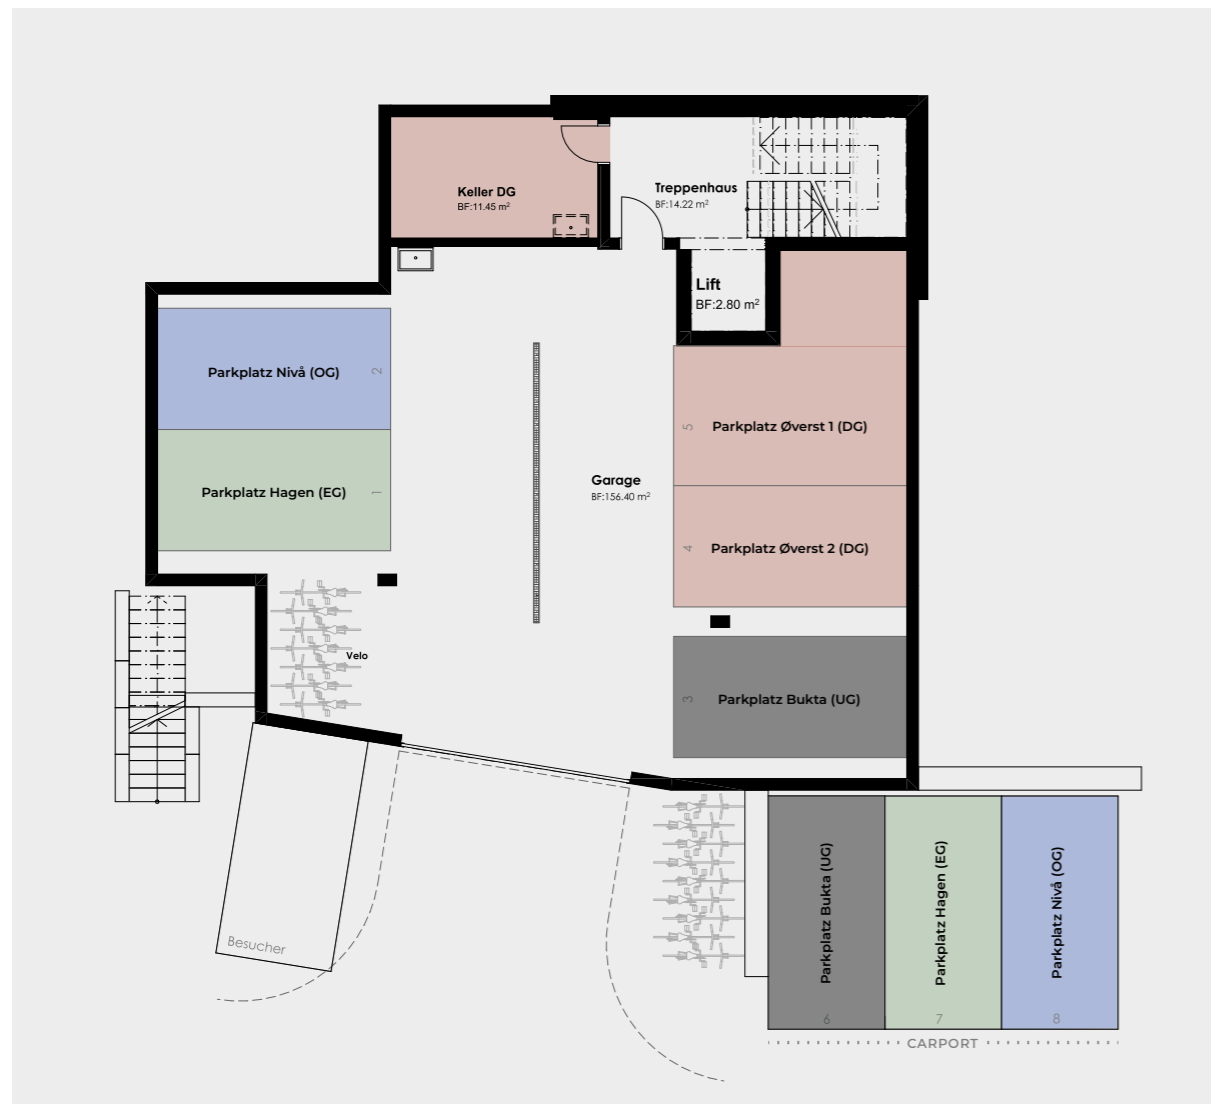 Keller DG
BF:11.45 m²
Treppenhaus
BF:14.22 m²
Lift
BF:2.80 m²
Parkplatz Nivå (OG)
2
Parkplatz Hagen (EG)
1
5
Parkplatz Øverst 1 (DG)
Garage
BF:156.40 m²
4
Parkplatz Øverst 2 (DG)
Velo
3
Parkplatz Bukta (UG)
Besucher
Parkplatz Bukta (UG)
6
Parkplatz Hagen (EG)
7
Parkplatz Nivå (OG)
8
CARPORT